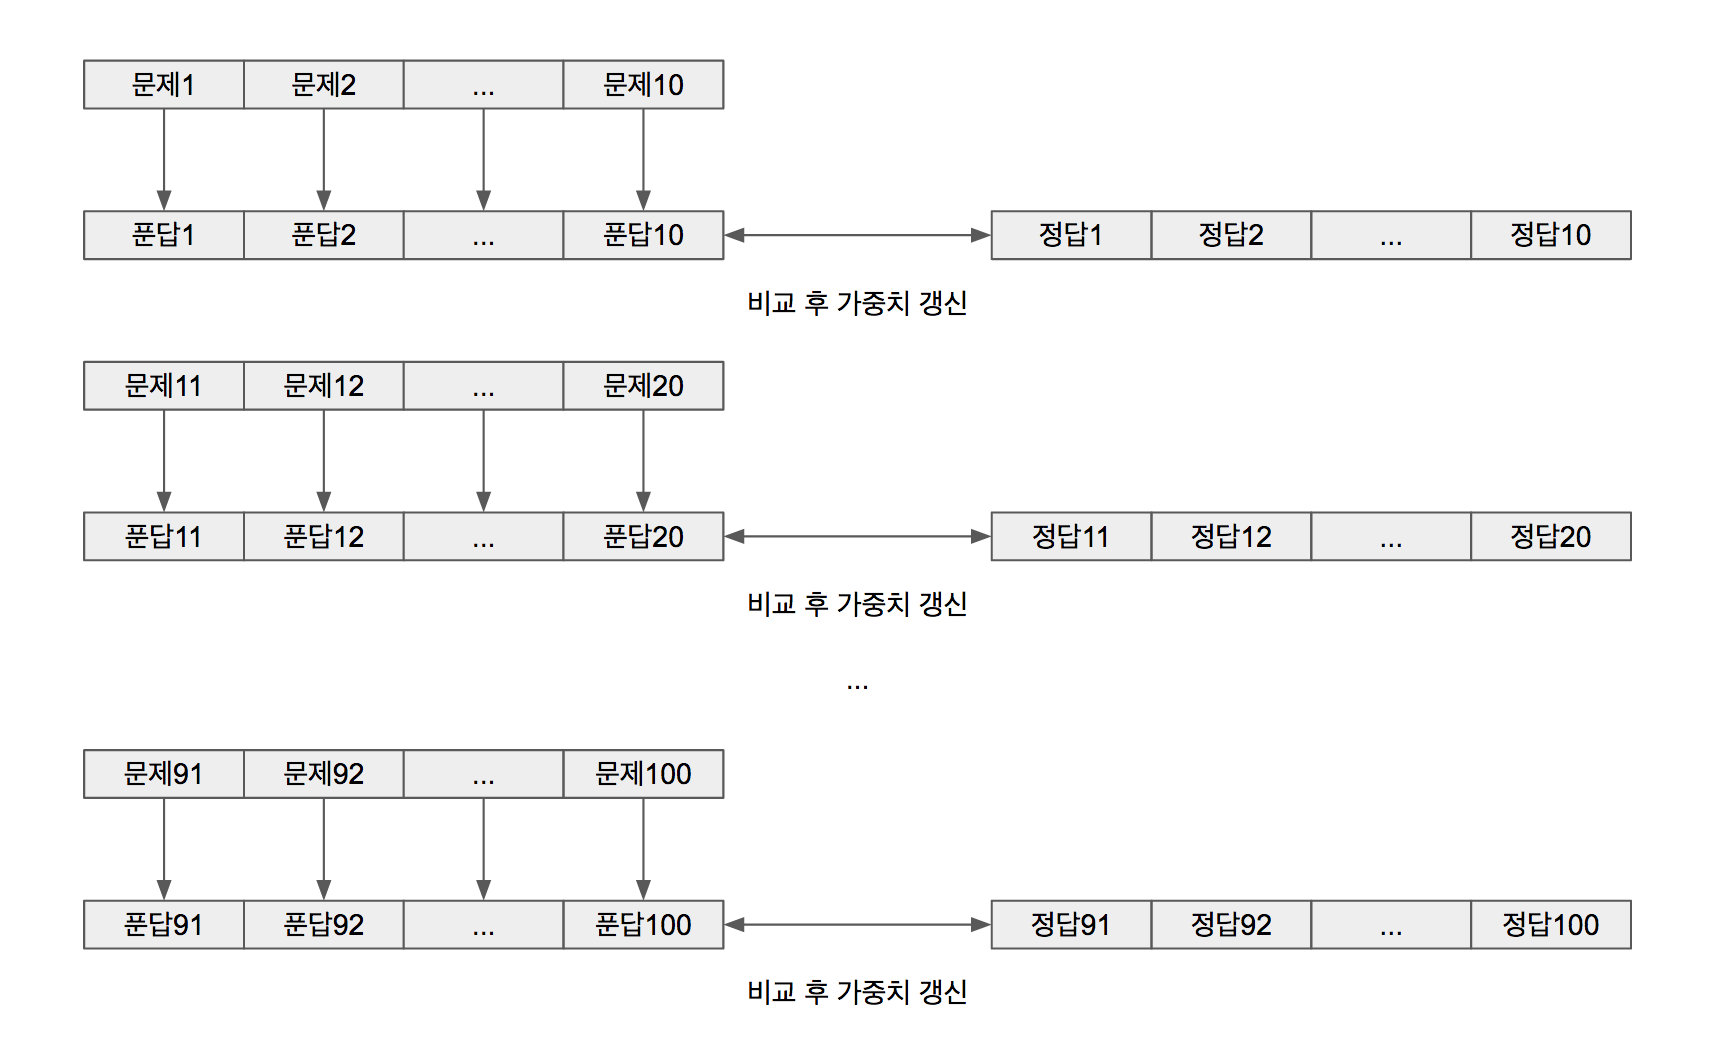 문제1 문제2 ... 문제10
푼답1 푼답2 ... 푼답10 정답1 정답2 ... 정답10
비교 후 가중치 갱신
문제11 문제12 ... 문제20
푼답11 푼답12 ... 푼답20 정답11 정답12 ... 정답20
비교 후 가중치 갱신
...
문제91 문제92 ... 문제100
푼답91 푼답92 ... 푼답100 정답91 정답92 ... 정답100
비교 후 가중치 갱신